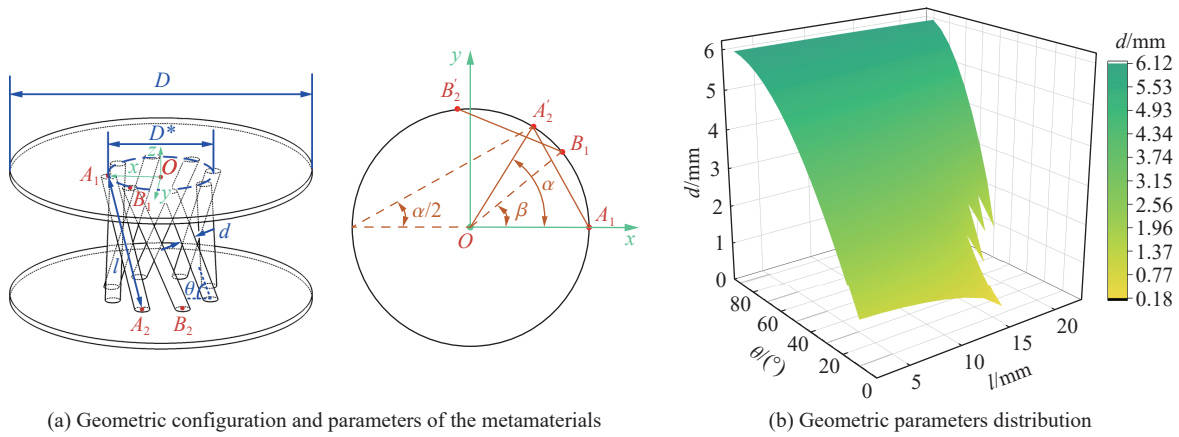 D
D*
z
x
O
y
A₁
B₁
d
l
θ
A₂
B₂
y
B′₂
A′₂
B₁
α
α/2
β
A₁
O
x
(a) Geometric configuration and parameters of the metamaterials
d/mm
6
5
4
3
2
1
0
80
60
40
20
0
θ/(°)
5
10
15
20
l/mm
d/mm
6.12
5.53
4.93
4.34
3.74
3.15
2.56
1.96
1.37
0.77
0.18
(b) Geometric parameters distribution